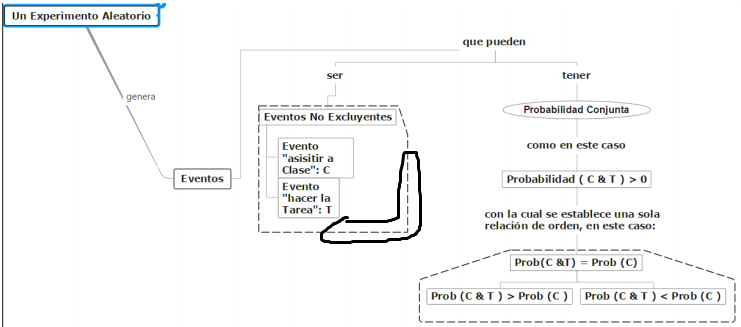 Un Experimento Aleatorio
que pueden
ser
tener
genera
Probabilidad Conjunta
Eventos No Excluyentes
como en este caso
Evento
"asisitir a
Clase": C
Eventos
Probabilidad ( C & T ) > 0
Evento
"hacer la
Tarea": T
con la cual se establece una sola
relación de orden, en este caso:
Prob(C &T) = Prob (C)
Prob (C & T ) > Prob (C )
Prob (C & T ) < Prob (C )